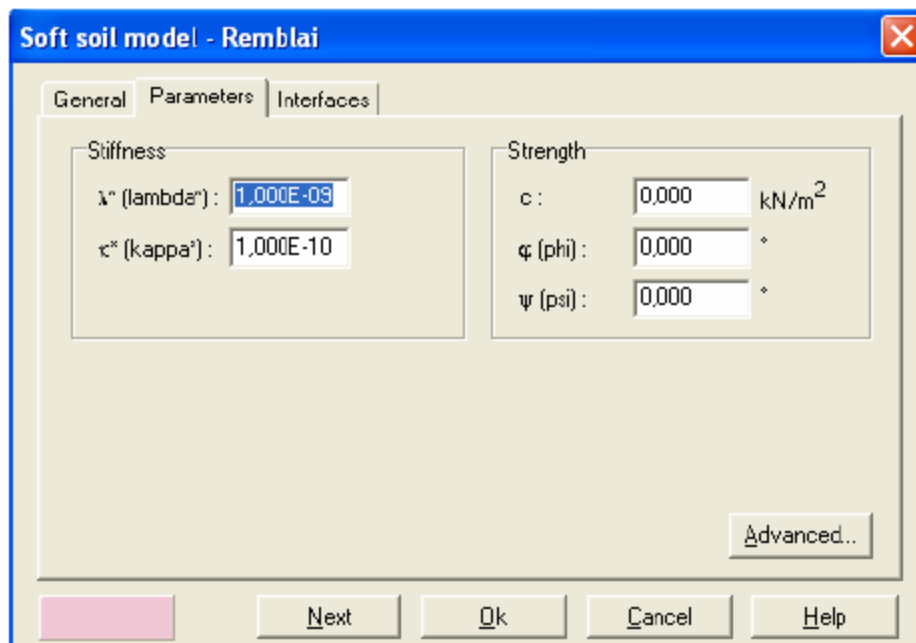 Soft soil model - Remblai
General Parameters Interfaces
Stiffness
λ* (lambda*) : 1,000E-09
κ* (kappa*) : 1,000E-10
Strength
c : 0,000 kN/m²
φ (phi) : 0,000 °
ψ (psi) : 0,000 °
Advanced...
Next Ok Cancel Help